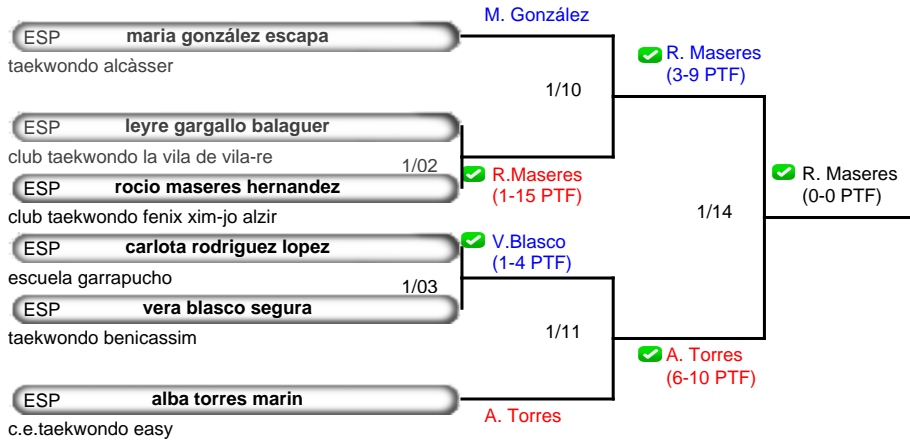 M. González
ESP maria gonzález escapa
taekwondo alcàsser
R. Maseres
(3-9 PTF)
1/10
ESP leyre gargallo balaguer
club taekwondo la vila de vila-re
1/02
R.Maseres
(1-15 PTF)
ESP rocio maseres hernandez
club taekwondo fenix xim-jo alzir
R. Maseres
(0-0 PTF)
1/14
ESP carlota rodriguez lopez
escuela garrapucho
V.Blasco
(1-4 PTF)
1/03
ESP vera blasco segura
taekwondo benicassim
1/11
A. Torres
(6-10 PTF)
ESP alba torres marin
c.e.taekwondo easy
A. Torres